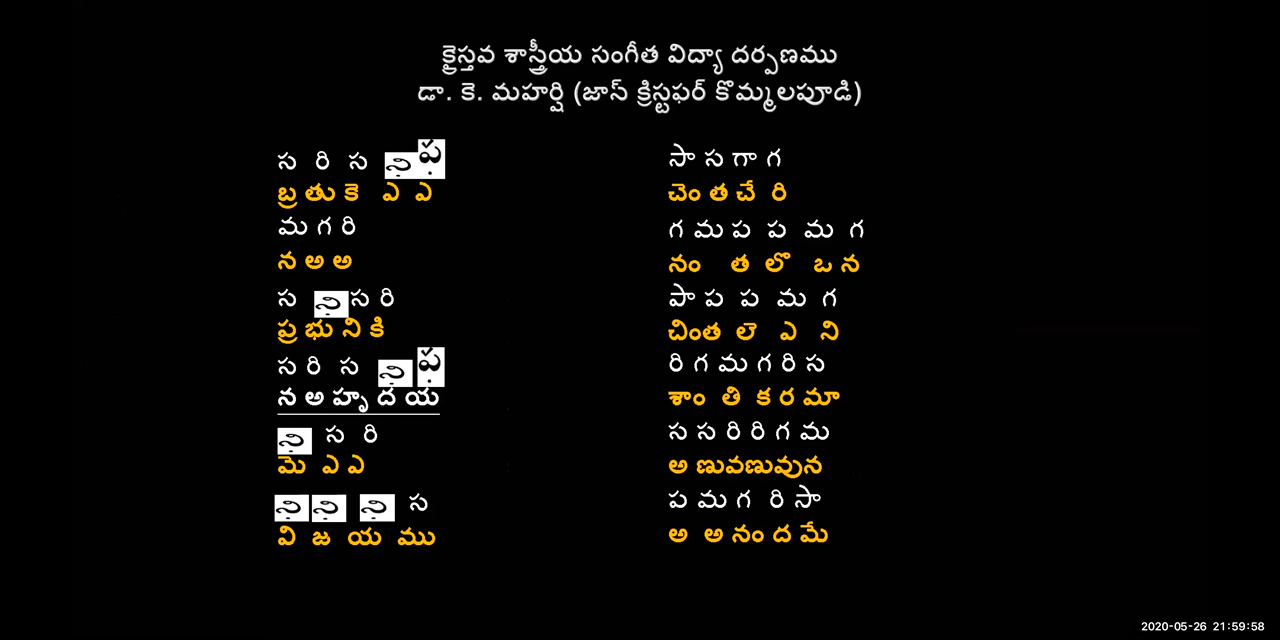 క్రైస్తవ శాస్త్రీయ సంగీత విద్యా దర్పణము
డా. కె. మహర్షి (జాస్ క్రిస్టఫర్ కొమ్మలపూడి)
స రి స ని ప
బ్ర తు కె ఎ ఎ
మ గ రి
న అ అ
స ని స రి
ప్ర భు ని కి
స రి స ని ప
న అ హృ ద య
ని స రి
మె ఎ ఎ
ని ని ని స
వి జ య ము
సా స గా గ
చెం త చే రి
గ మ ప ప మ గ
నం త లొ ఒ న
పా ప ప మ గ
చింత లె ఎ ని
రి గ మ గ రి స
శాం తి క ర మా
స స రి రి గ మ
అ ణువణువున
ప మ గ రి సా
అ అ నం ద మే
2020-05-26 21:59:58